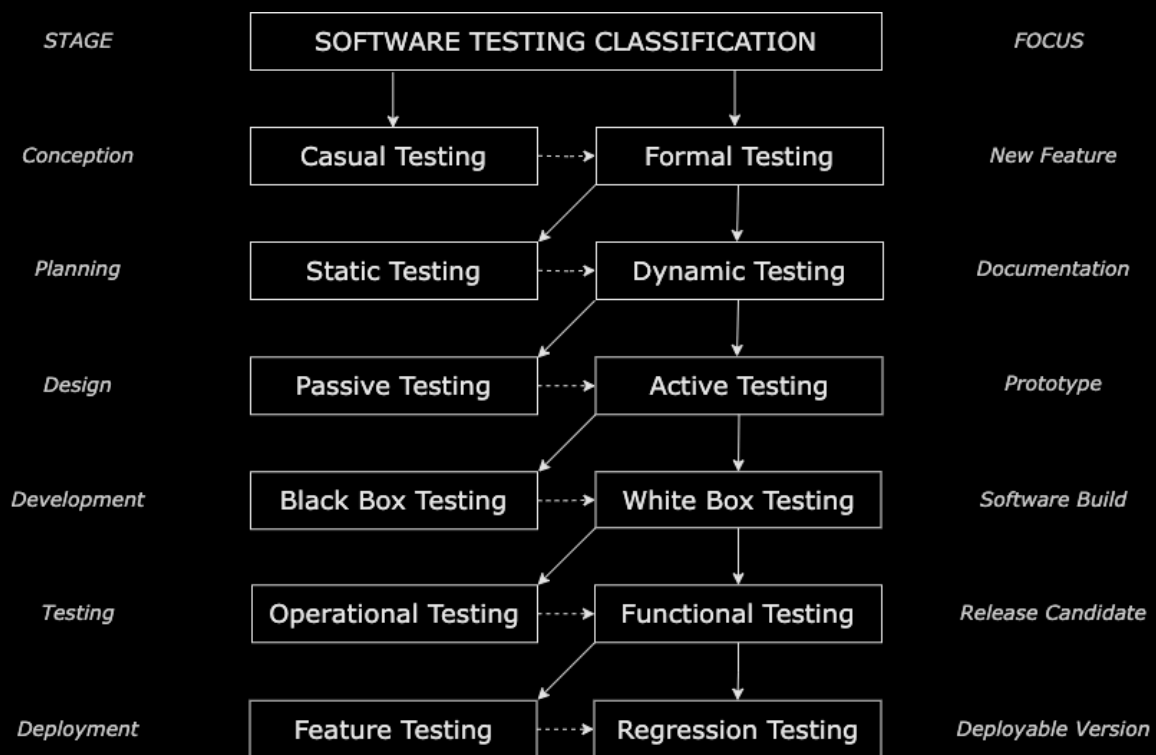 STAGE SOFTWARE TESTING CLASSIFICATION FOCUS
Conception Casual Testing Formal Testing New Feature
Planning Static Testing Dynamic Testing Documentation
Design Passive Testing Active Testing Prototype
Development Black Box Testing White Box Testing Software Build
Testing Operational Testing Functional Testing Release Candidate
Deployment Feature Testing Regression Testing Deployable Version